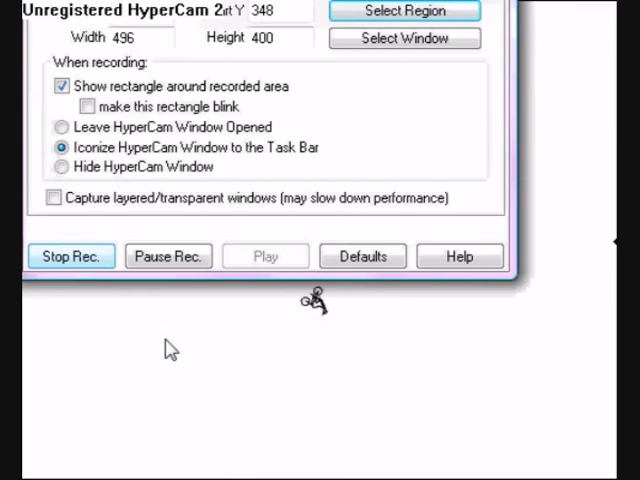 Unregistered HyperCam 2 rt Y 348 Select Region
Width 496 Height 400 Select Window
When recording:
Show rectangle around recorded area
make this rectangle blink
Leave HyperCam Window Opened
Iconize HyperCam Window to the Task Bar
Hide HyperCam Window
Capture layered/transparent windows (may slow down performance)
Stop Rec. Pause Rec. Play Defaults Help